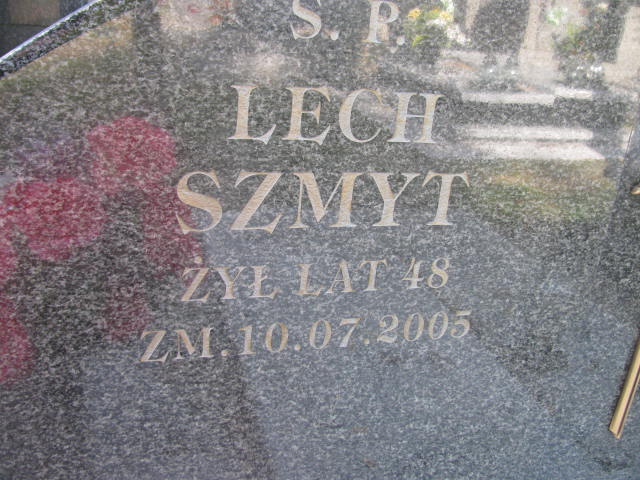 Ś. P.
LECH
SZMYT
ŻYŁ LAT 48
ZM. 10.07.2005